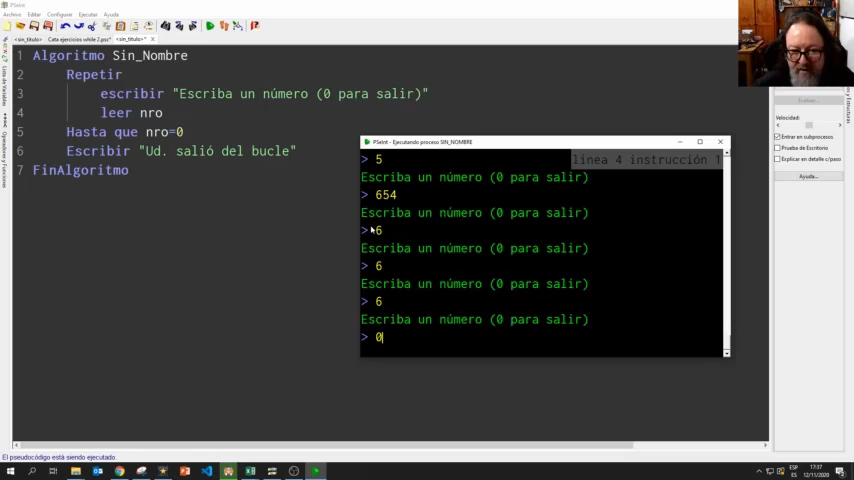 PSeInt
Archivo Editar Configurar Ejecutar Ayuda
<sin_titulo> Cata ejercicios while 2.psc* <sin_titulo>*
1 Algoritmo Sin_Nombre
2 Repetir
3 escribir "Escriba un número (0 para salir)"
4 leer nro
5 Hasta que nro=0
6 Escribir "Ud. salió del bucle"
7 FinAlgoritmo
Lista de Variables
Operadores y Funciones
PSeInt - Ejecutando proceso SIN_NOMBRE
> 5
linea 4 instrucción 1
Escriba un número (0 para salir)
> 654
Escriba un número (0 para salir)
> 6
Escriba un número (0 para salir)
> 6
Escriba un número (0 para salir)
> 6
Escriba un número (0 para salir)
> 0
Evaluar...
Velocidad:
Entrar en subprocesos
Prueba de Escritorio
Explicar en detalle c/paso
Ayuda...
El pseudocódigo está siendo ejecutado.
ESP
ES
17:37
12/11/2020